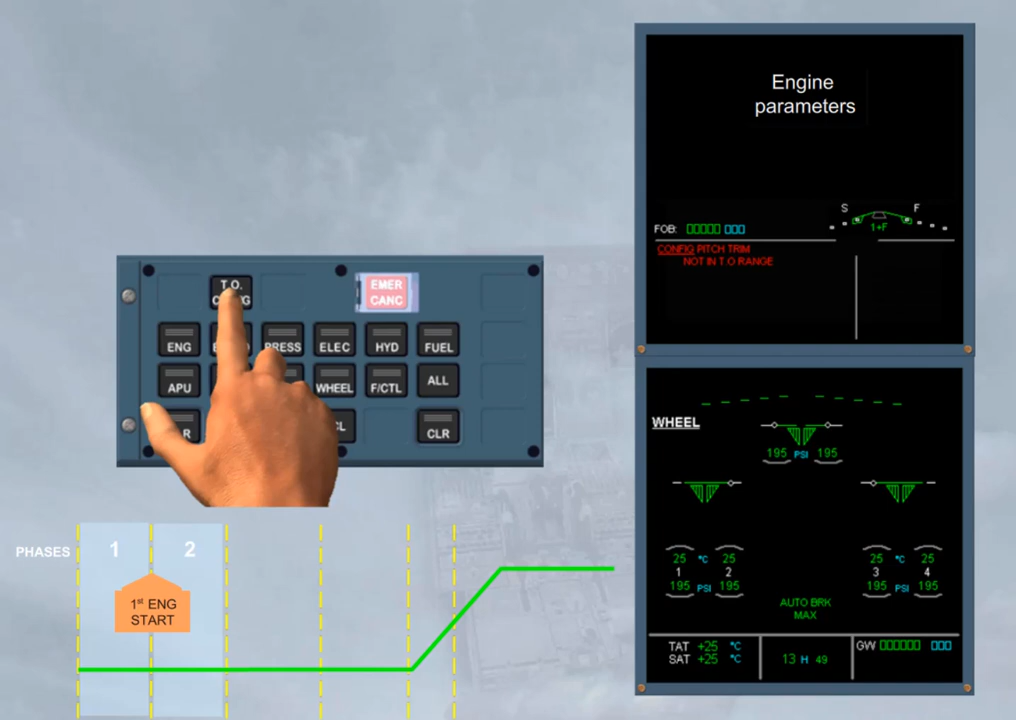 Engine
parameters
S F
FOB:
1+F
CONFIG PITCH TRIM
NOT IN T.O RANGE
T.O.
EMER
CANC
ENG PRESS ELEC HYD FUEL
APU WHEEL F/CTL ALL
CLR
WHEEL
195 PSI 195
25 °C 25
1 2
195 PSI 195
25 °C 25
3 4
195 PSI 195
AUTO BRK
MAX
TAT +25 °C
SAT +25 °C
13 H 49
GW
PHASES 1 2
1st ENG
START